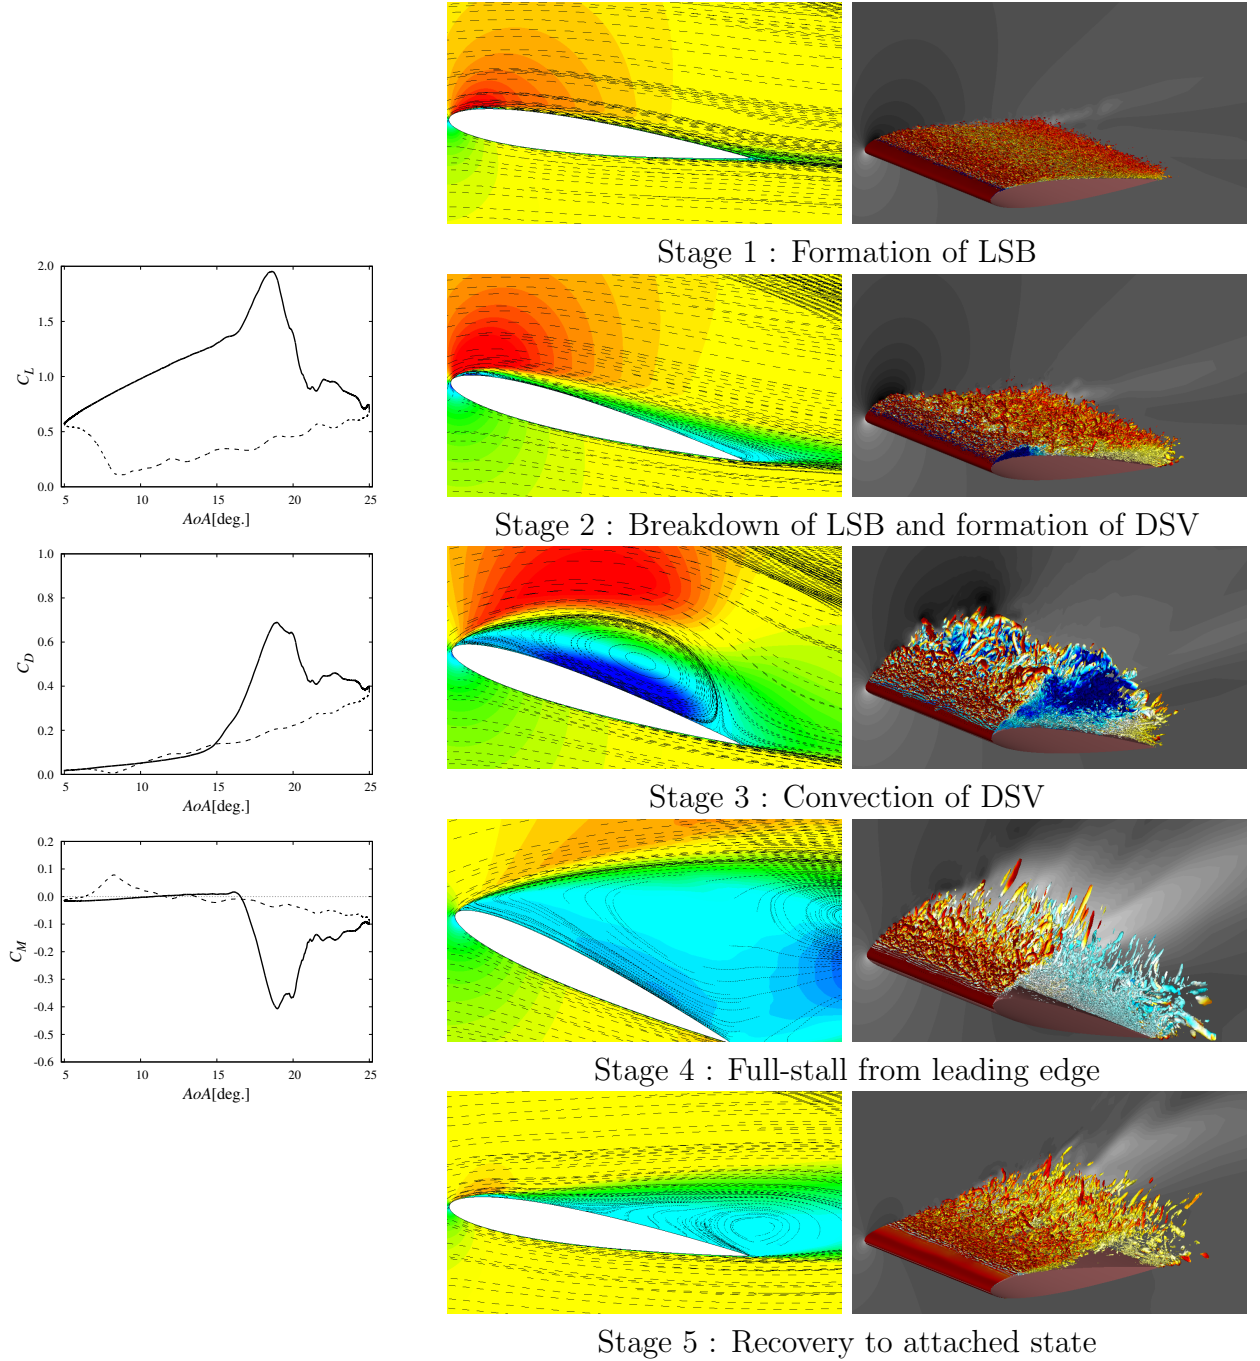 Stage 1 : Formation of LSB
2.0
1.5
1.0
0.5
0.0
C_L
5 10 15 20 25
AoA[deg.]
Stage 2 : Breakdown of LSB and formation of DSV
1.0
0.8
0.6
0.4
0.2
0.0
C_D
5 10 15 20 25
AoA[deg.]
Stage 3 : Convection of DSV
0.2
0.1
0.0
-0.1
-0.2
-0.3
-0.4
-0.5
-0.6
C_M
5 10 15 20 25
AoA[deg.]
Stage 4 : Full-stall from leading edge
Stage 5 : Recovery to attached state